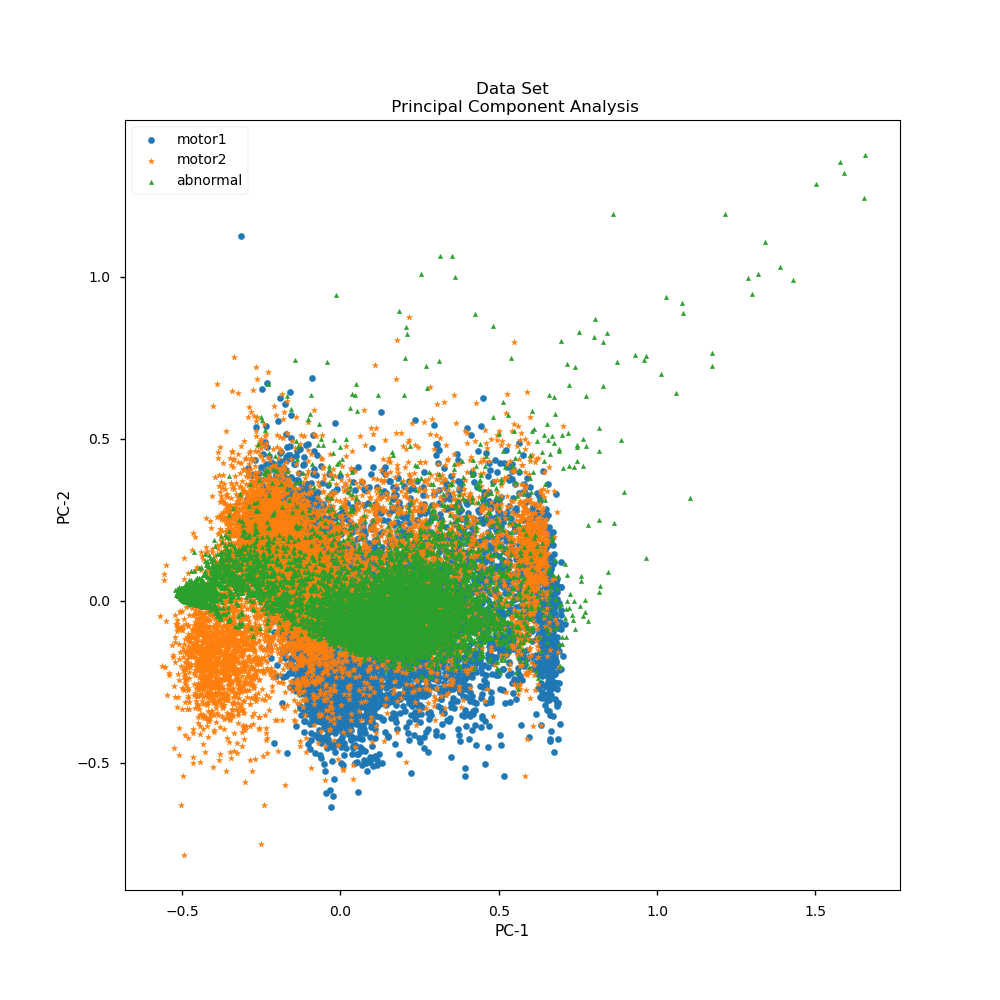 Data Set
Principal Component Analysis
motor1
motor2
abnormal
1.0
0.5
0.0
−0.5
PC-2
−0.5
0.0
0.5
1.0
1.5
PC-1